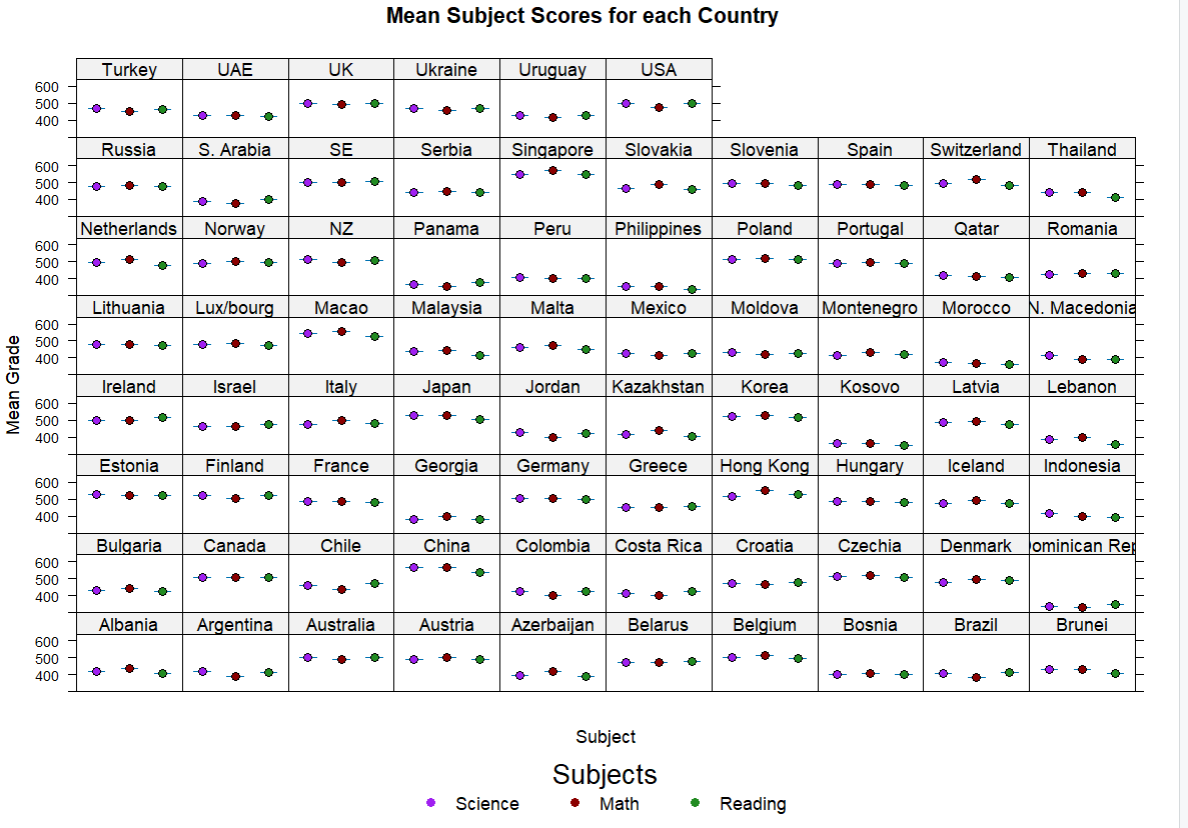 Mean Subject Scores for each Country
Turkey UAE UK Ukraine Uruguay USA
600
500
400
Russia S. Arabia SE Serbia Singapore Slovakia Slovenia Spain Switzerland Thailand
600
500
400
Netherlands Norway NZ Panama Peru Philippines Poland Portugal Qatar Romania
600
500
400
Lithuania Lux/bourg Macao Malaysia Malta Mexico Moldova Montenegro Morocco N. Macedonia
600
500
400
Mean Grade
Ireland Israel Italy Japan Jordan Kazakhstan Korea Kosovo Latvia Lebanon
600
500
400
Estonia Finland France Georgia Germany Greece Hong Kong Hungary Iceland Indonesia
600
500
400
Bulgaria Canada Chile China Colombia Costa Rica Croatia Czechia Denmark ominican Rep
600
500
400
Albania Argentina Australia Austria Azerbaijan Belarus Belgium Bosnia Brazil Brunei
600
500
400
Subject
Subjects
Science Math Reading